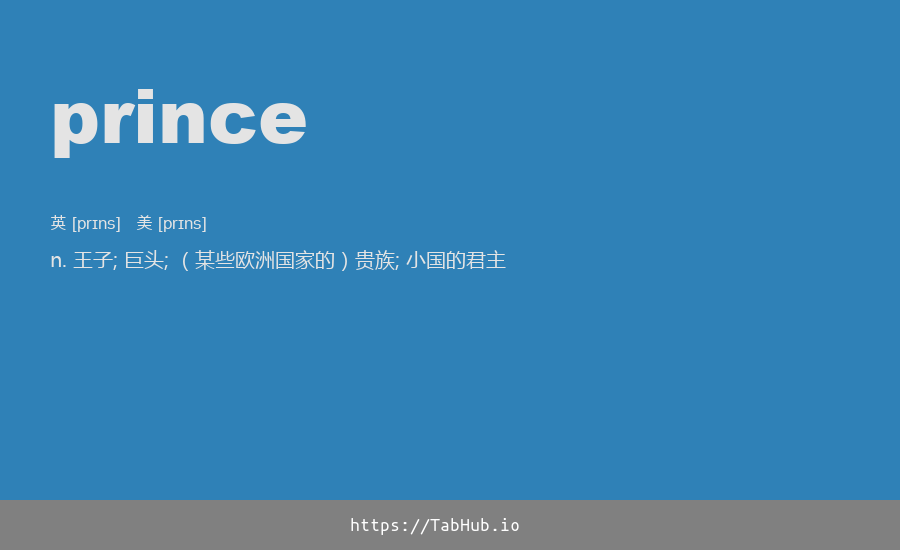 prince
英 [prɪns]   美 [prɪns]
n. 王子; 巨头; （某些欧洲国家的）贵族; 小国的君主
https://TabHub.io